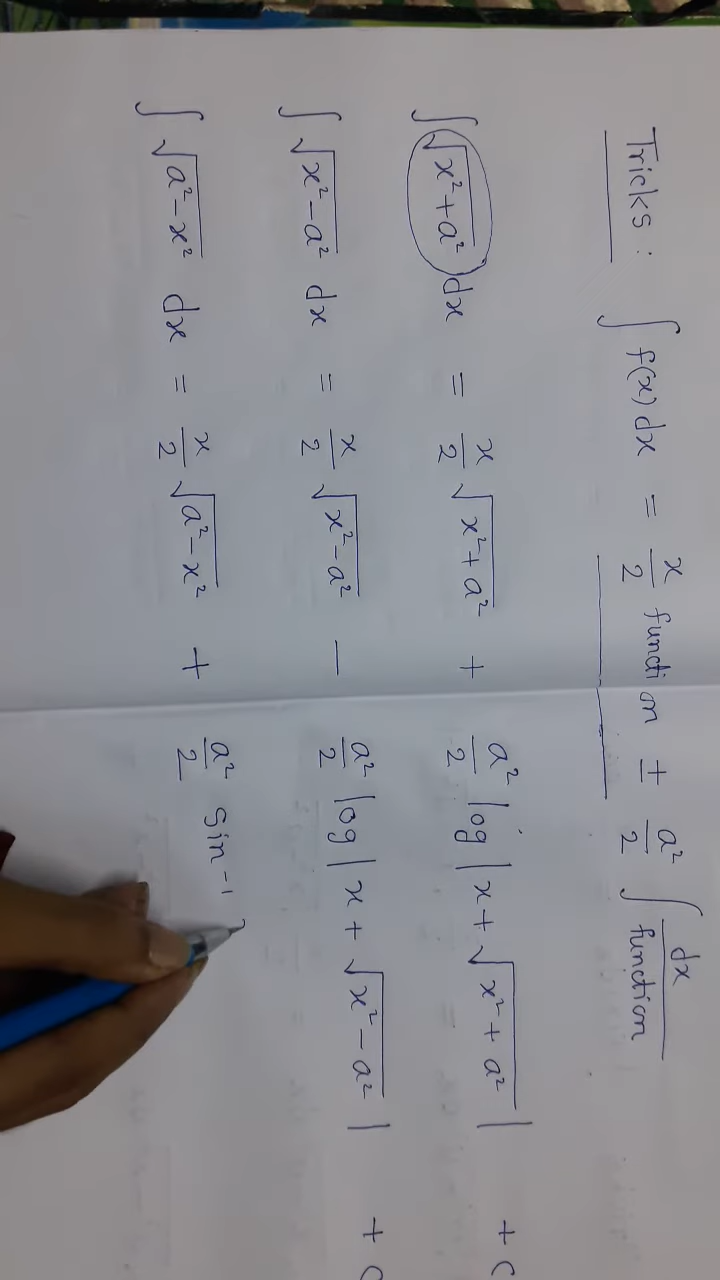 Tricks : ∫ f(x) dx = x/2 function ± a²/2 ∫ dx/function
∫ √(x²+a²) dx = x/2 √(x²+a²) + a²/2 log | x + √(x²+a²) | + C
∫ √(x²-a²) dx = x/2 √(x²-a²) - a²/2 log | x + √(x²-a²) | + C
∫ √(a²-x²) dx = x/2 √(a²-x²) + a²/2 sin⁻¹